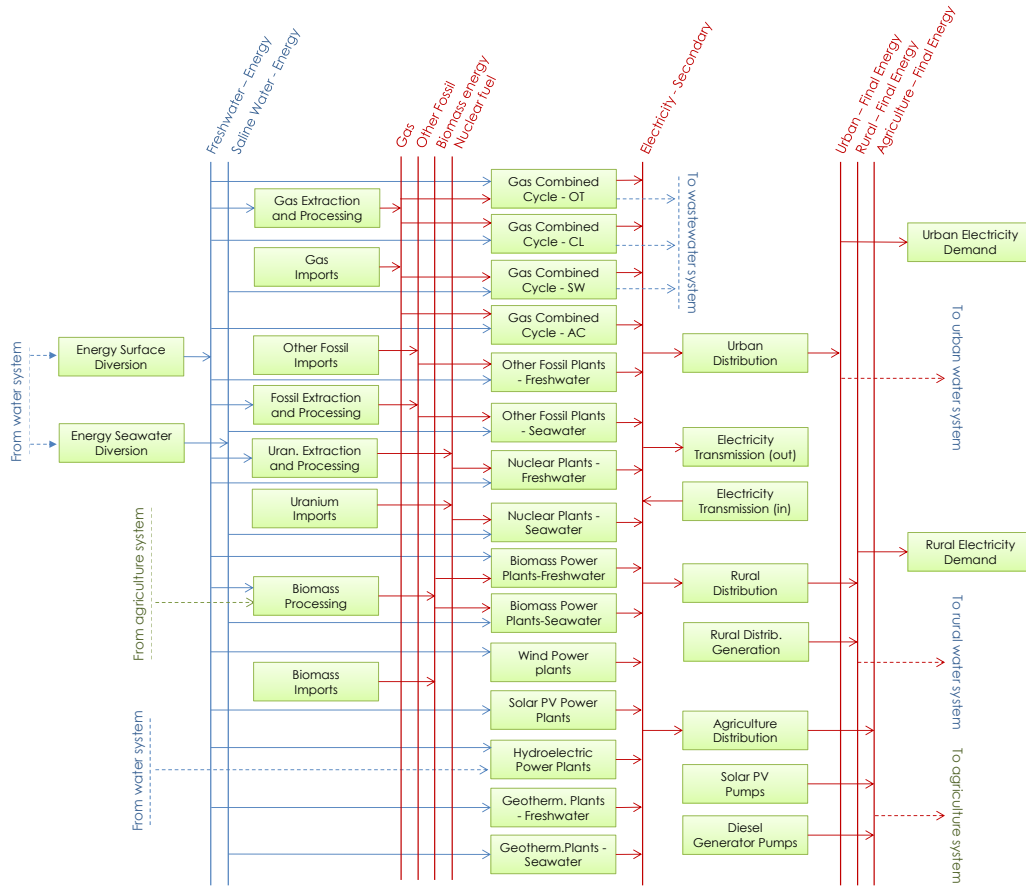 Freshwater – Energy
Saline Water - Energy
Gas
Other Fossil
Biomass energy
Nuclear fuel
Electricity - Secondary
Urban – Final Energy
Rural – Final Energy
Agriculture – Final Energy
From water system
Energy Surface
Diversion
Energy Seawater
Diversion
From agriculture system
From water system
Gas Extraction
and Processing
Gas
Imports
Other Fossil
Imports
Fossil Extraction
and Processing
Uran. Extraction
and Processing
Uranium
Imports
Biomass
Processing
Biomass
Imports
Gas Combined
Cycle - OT
Gas Combined
Cycle - CL
Gas Combined
Cycle - SW
Gas Combined
Cycle - AC
Other Fossil Plants
- Freshwater
Other Fossil Plants
- Seawater
Nuclear Plants -
Freshwater
Nuclear Plants -
Seawater
Biomass Power
Plants-Freshwater
Biomass Power
Plants-Seawater
Wind Power
plants
Solar PV Power
Plants
Hydroelectric
Power Plants
Geotherm. Plants
- Freshwater
Geotherm.Plants -
Seawater
To wastewater system
Urban
Distribution
Electricity
Transmission (out)
Electricity
Transmission (in)
Rural
Distribution
Rural Distrib.
Generation
Agriculture
Distribution
Solar PV
Pumps
Diesel
Generator Pumps
Urban Electricity
Demand
To urban water system
Rural Electricity
Demand
To rural water system
To agriculture system